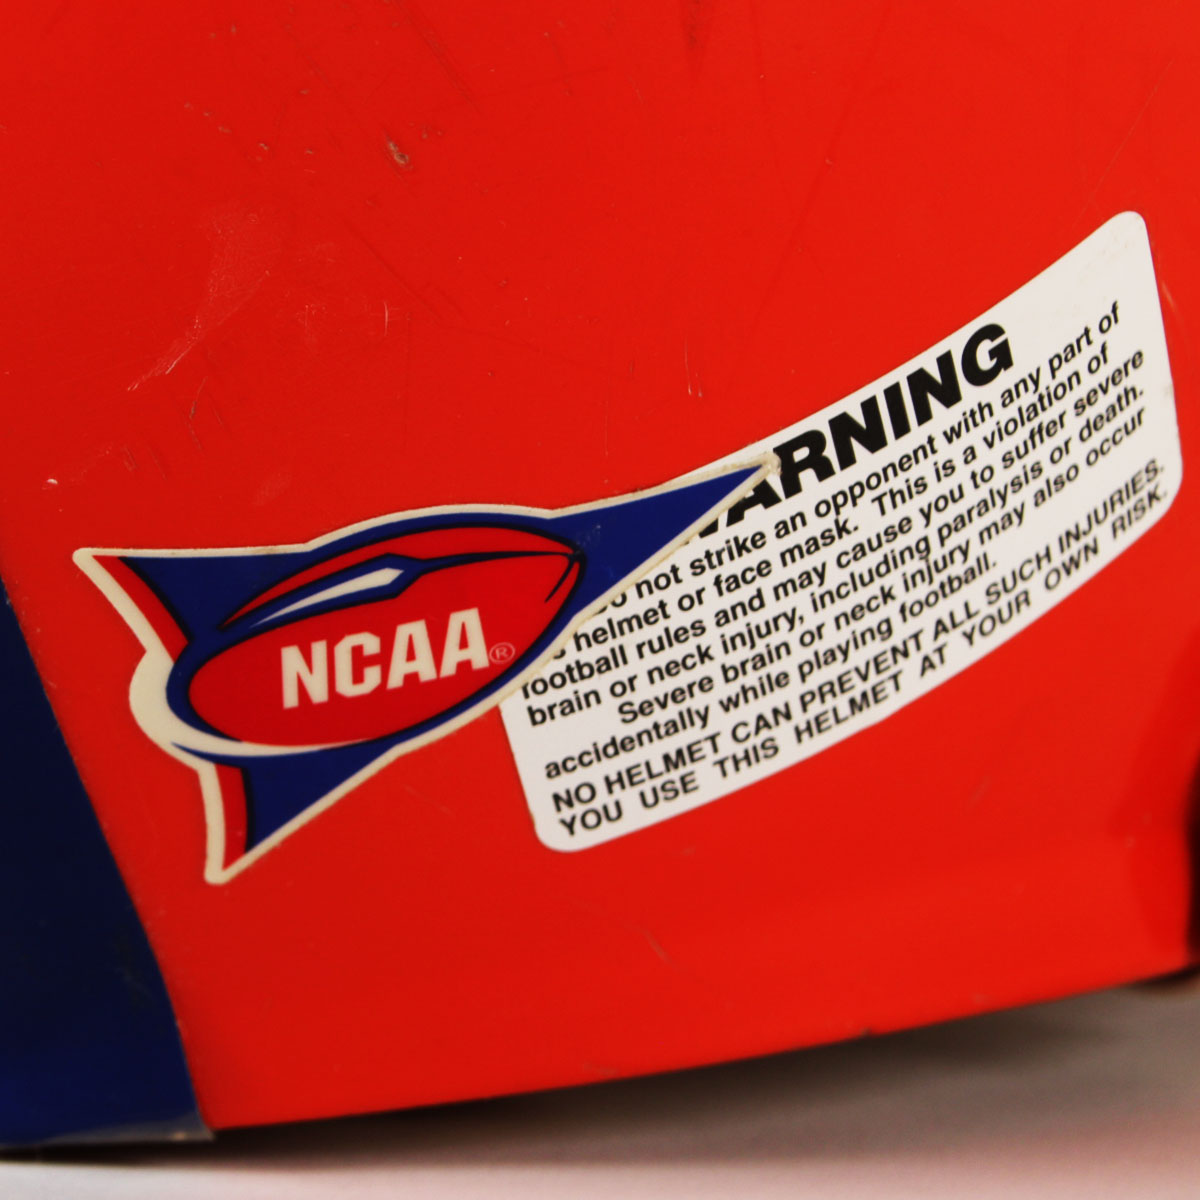 NCAA®
WARNING
Do not strike an opponent with any part of
helmet or face mask. This is a violation of
football rules and may cause you to suffer severe
brain or neck injury, including paralysis or death.
Severe brain or neck injury may also occur
accidentally while playing football.
NO HELMET CAN PREVENT ALL SUCH INJURIES.
YOU USE THIS HELMET AT YOUR OWN RISK.